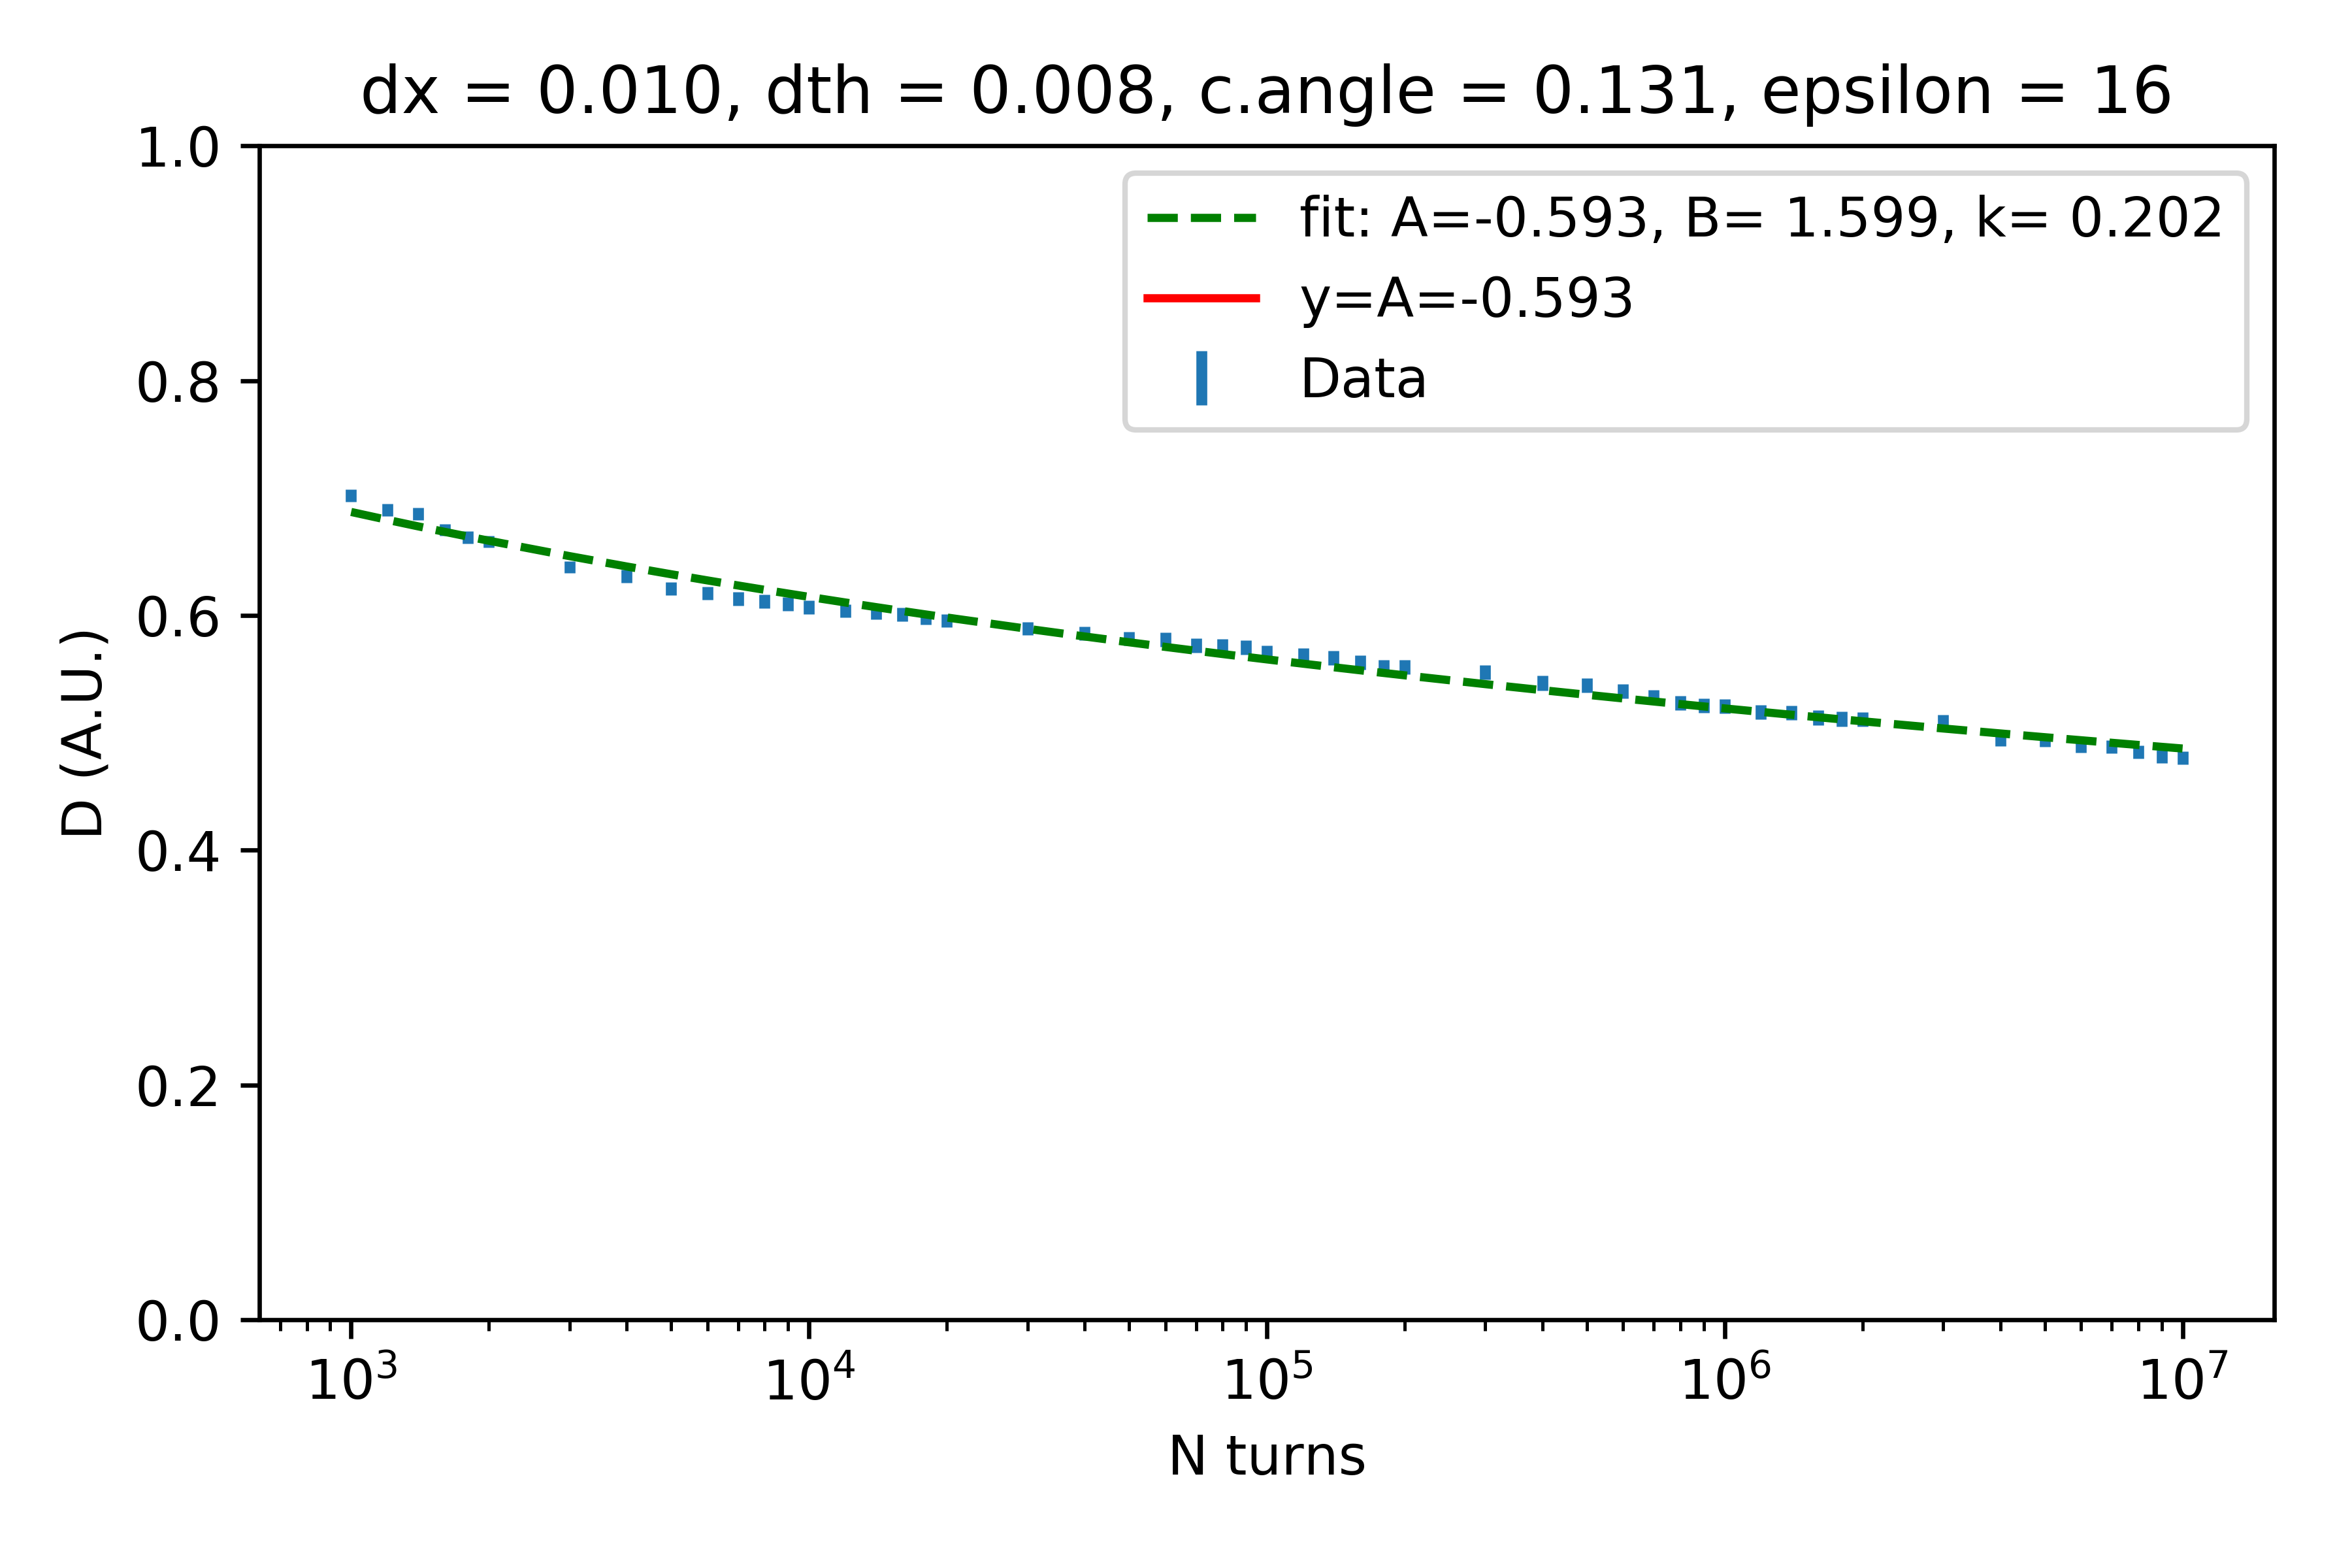 dx = 0.010, dth = 0.008, c.angle = 0.131, epsilon = 16
fit: A=-0.593, B= 1.599, k= 0.202
y=A=-0.593
Data
1.0
0.8
0.6
0.4
0.2
0.0
D (A.U.)
10³ 10⁴ 10⁵ 10⁶ 10⁷
N turns